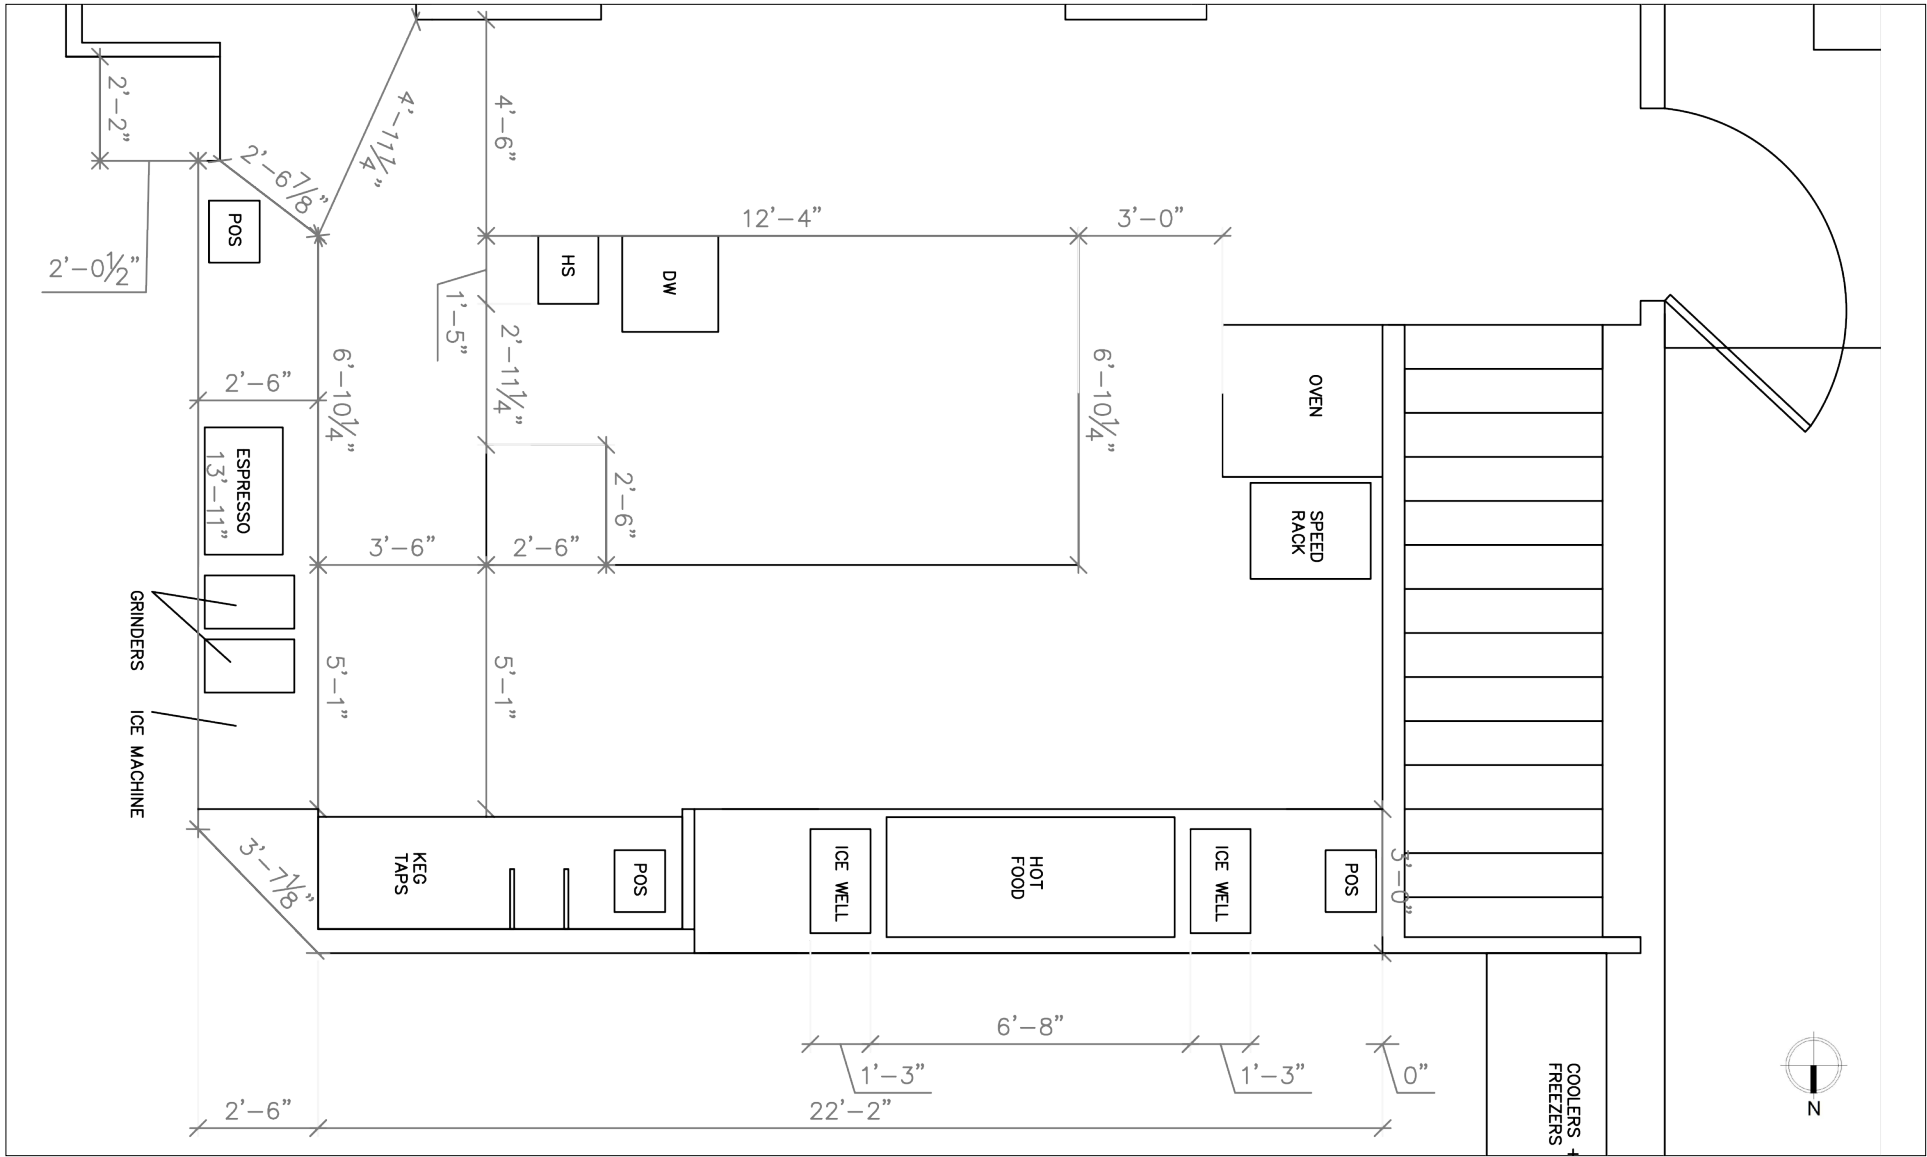 2'-2"
4'-11¼"
4'-6"
2'-6⅞"
POS
2'-0½"
12'-4"
3'-0"
HS
DW
1'-5"
2'-11¼"
6'-10¼"
6'-10¼"
2'-6"
OVEN
ESPRESSO
13'-11"
2'-6"
3'-6"
2'-6"
SPEED
RACK
GRINDERS
ICE MACHINE
5'-1"
5'-1"
3'-7⅛"
KEG
TAPS
POS
ICE WELL
HOT
FOOD
ICE WELL
POS
3'-0"
6'-8"
1'-3"
1'-3"
0"
2'-6"
22'-2"
COOLERS +
FREEZERS
N